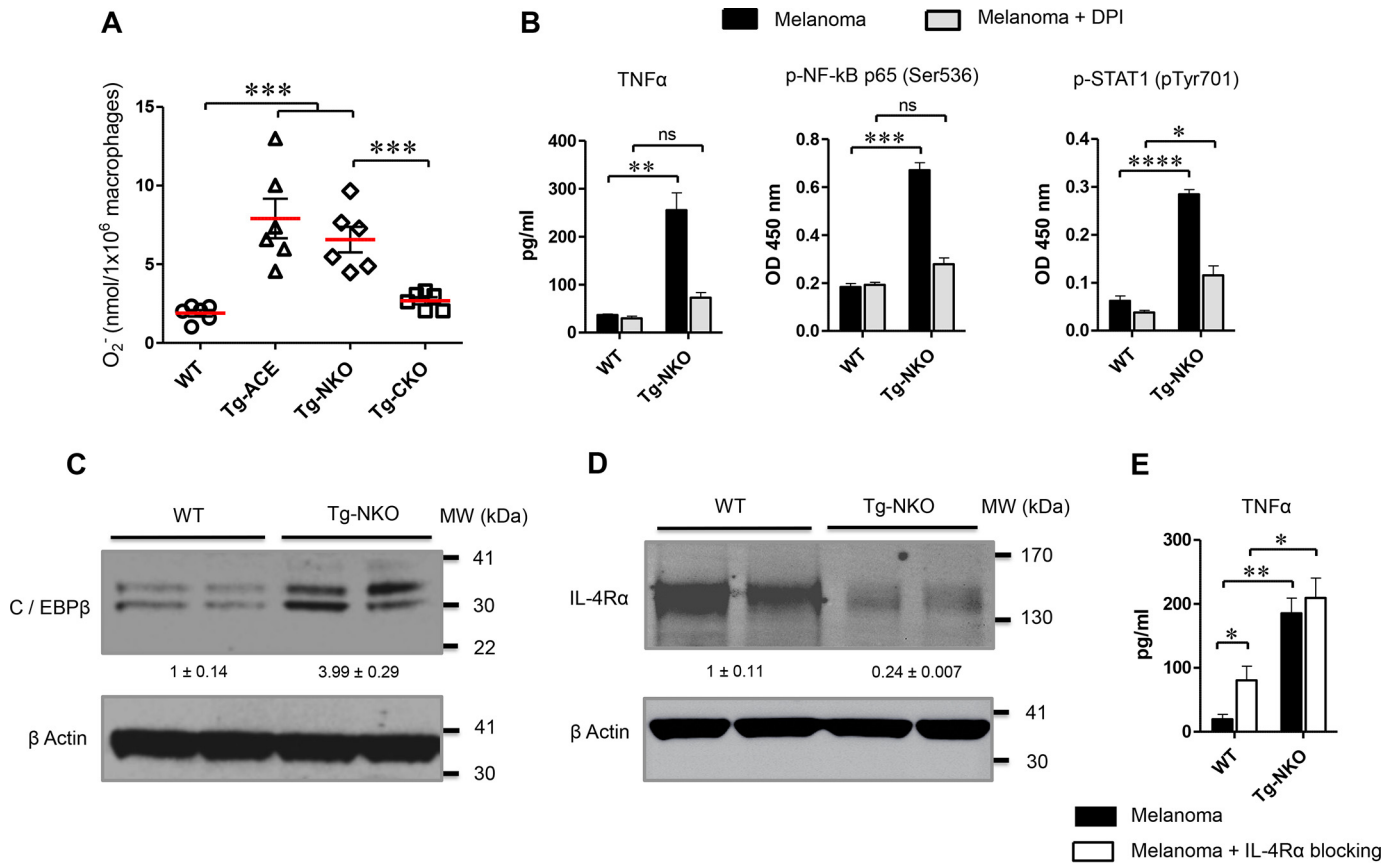 A
O2- (nmol/1x10^6 macrophages)
15
10
5
0
***
***
WT
Tg-ACE
Tg-NKO
Tg-CKO
B
Melanoma
Melanoma + DPI
TNFα
pg/ml
400
300
200
100
0
**
ns
WT
Tg-NKO
p-NF-kB p65 (Ser536)
OD 450 nm
0.8
0.6
0.4
0.2
0.0
***
ns
WT
Tg-NKO
p-STAT1 (pTyr701)
OD 450 nm
0.4
0.3
0.2
0.1
0.0
****
*
WT
Tg-NKO
C
WT
Tg-NKO
MW (kDa)
41
C / EBPβ
30
22
1 ± 0.14
3.99 ± 0.29
β Actin
41
30
D
WT
Tg-NKO
MW (kDa)
170
IL-4Rα
130
1 ± 0.11
0.24 ± 0.007
β Actin
41
30
E
TNFα
pg/ml
300
200
100
0
*
**
*
WT
Tg-NKO
Melanoma
Melanoma + IL-4Rα blocking